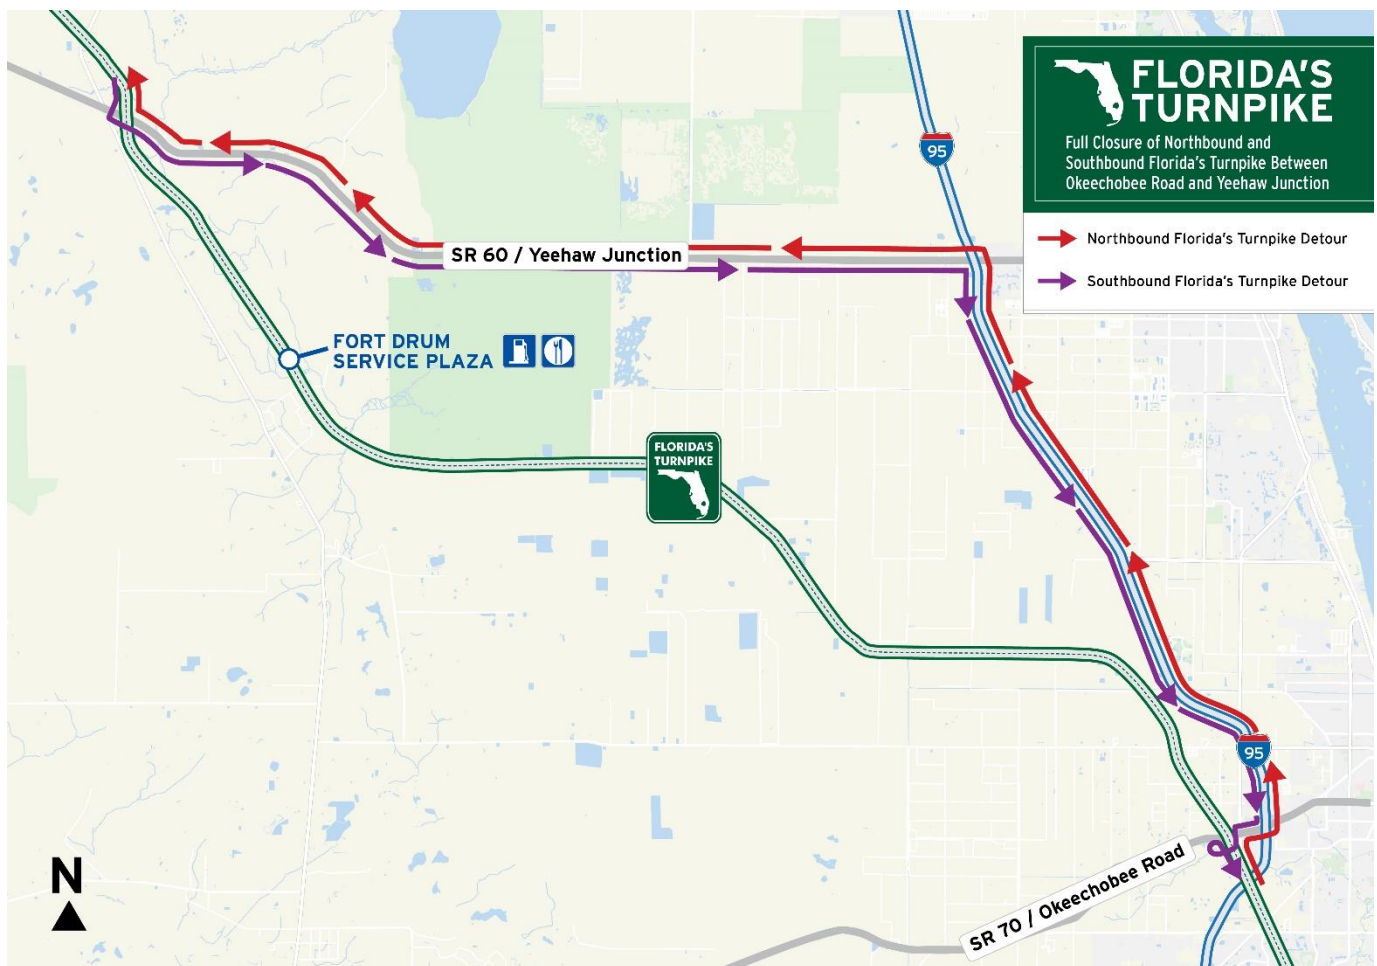 FLORIDA'S
TURNPIKE
Full Closure of Northbound and
Southbound Florida's Turnpike Between
Okeechobee Road and Yeehaw Junction
Northbound Florida's Turnpike Detour
Southbound Florida's Turnpike Detour
95
SR 60 / Yeehaw Junction
FORT DRUM
SERVICE PLAZA
FLORIDA'S
TURNPIKE
95
SR 70 / Okeechobee Road
N